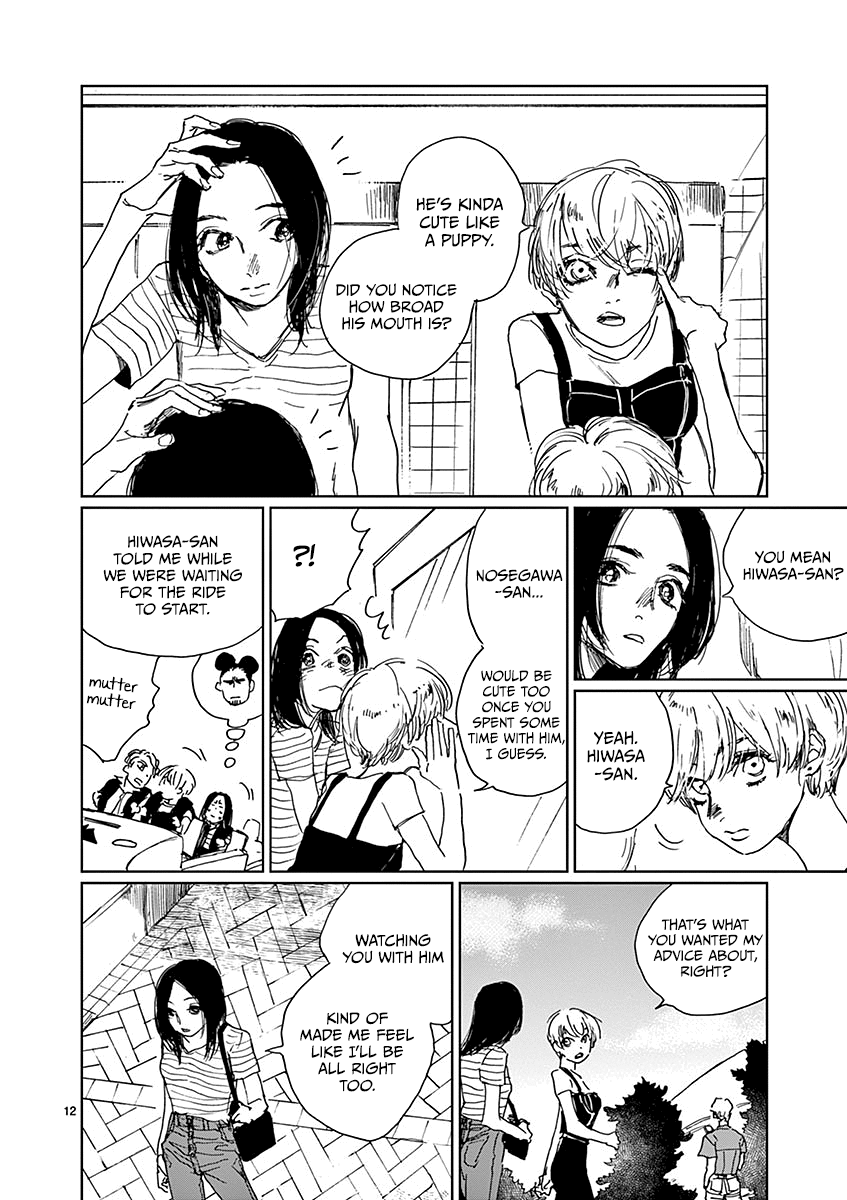 HE'S KINDA
CUTE LIKE
A PUPPY.
DID YOU NOTICE
HOW BROAD
HIS MOUTH IS?
YOU MEAN
HIWASA-SAN?
YEAH.
HIWASA
-SAN.
NOSEGAWA
-SAN...
WOULD BE
CUTE TOO
ONCE YOU
SPENT SOME
TIME WITH HIM,
I GUESS.
?!
HIWASA-SAN
TOLD ME WHILE
WE WERE WAITING
FOR THE RIDE
TO START.
mutter
mutter
THAT'S WHAT
YOU WANTED MY
ADVICE ABOUT,
RIGHT?
WATCHING
YOU WITH HIM
KIND OF
MADE ME FEEL
LIKE I'LL BE
ALL RIGHT
TOO.
12